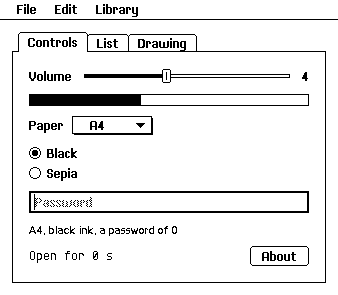 File Edit Library
Controls List Drawing
Volume 4
Paper A4
Black
Sepia
Password
A4, black ink, a password of 0
Open for 0 s About